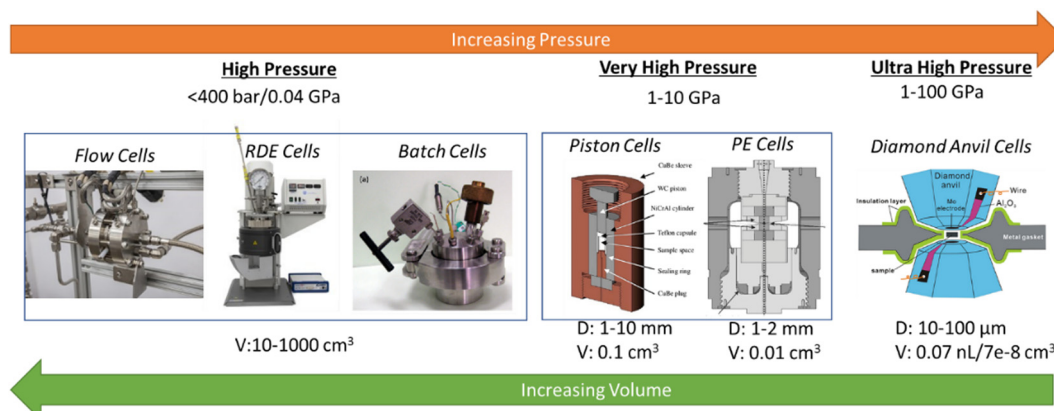 Increasing Pressure
High Pressure
<400 bar/0.04 GPa
Very High Pressure
1-10 GPa
Ultra High Pressure
1-100 GPa
Flow Cells
RDE Cells
Batch Cells
(a)
Piston Cells
CuBe sleeve
WC piston
NiCrAl cylinder
Teflon capsule
Sample space
Sealing ring
CuBe plug
PE Cells
Diamond Anvil Cells
Diamond
anvil
Mo
electrode
Wire
Al₂O₃
Insulation layer
Metal gasket
sample
V:10-1000 cm³
D: 1-10 mm
V: 0.1 cm³
D: 1-2 mm
V: 0.01 cm³
D: 10-100 µm
V: 0.07 nL/7e-8 cm³
Increasing Volume